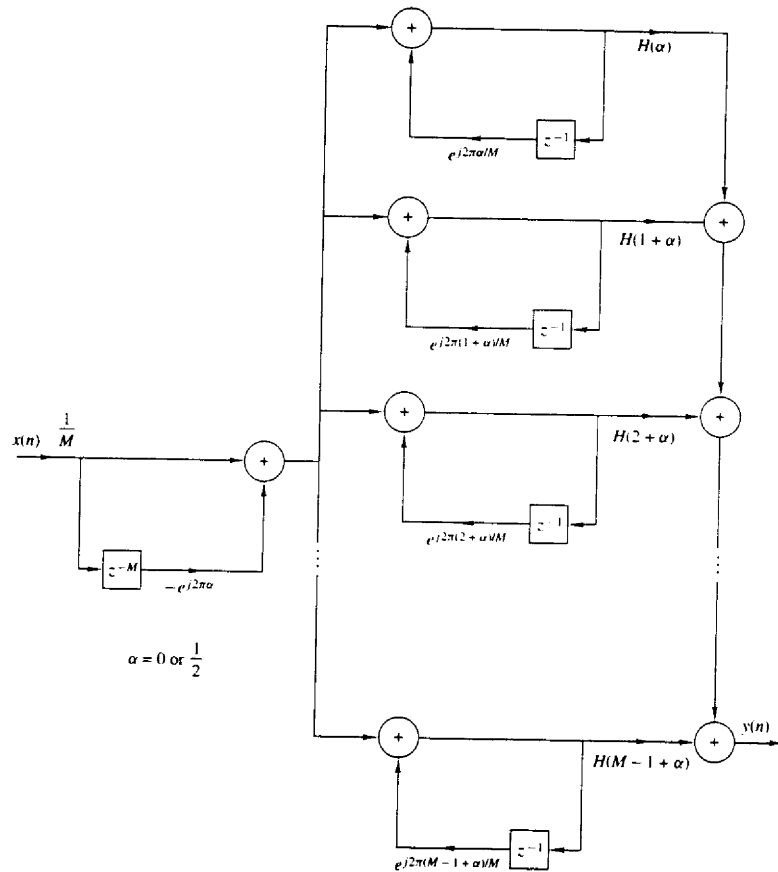 +
H(α)
z⁻¹
e^{j2πα/M}
+
+
H(1 + α)
z⁻¹
e^{j2π(1 + α)/M}
+
+
H(2 + α)
x(n)
1/M
+
z⁻¹
e^{j2π(2 + α)/M}
z^{-M}
-e^{j2πα}
α = 0 or 1/2
+
H(M - 1 + α)
+
y(n)
z⁻¹
e^{j2π(M - 1 + α)/M}